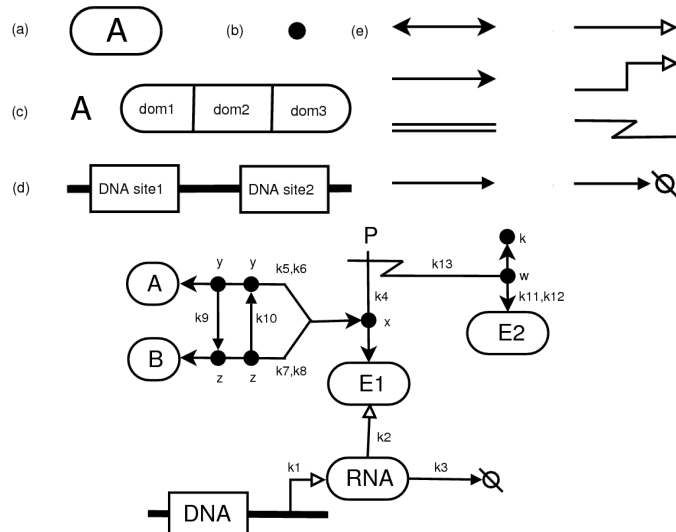 (a) A (b) (e)
(c) A dom1 dom2 dom3
(d) DNA site1 DNA site2
P
k
y y k5,k6 k13 w
A k4 k11,k12
k9 k10 x E2
B
z z k7,k8
E1
k2
k1 RNA k3
DNA